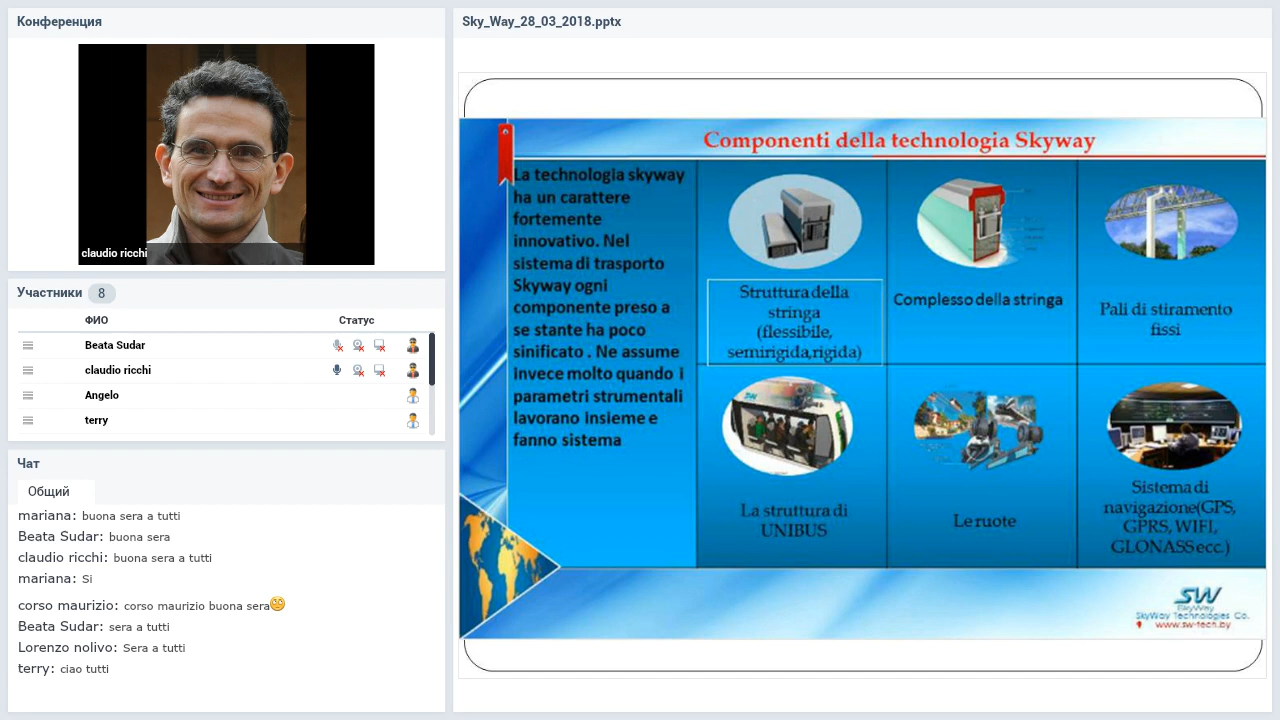 Конференция
claudio ricchi
Участники 8
ФИО Статус
Beata Sudar
claudio ricchi
Angelo
terry
Чат
Общий
mariana: buona sera a tutti
Beata Sudar: buona sera
claudio ricchi: buona sera a tutti
mariana: Si
corso maurizio: corso maurizio buona sera
Beata Sudar: sera a tutti
Lorenzo nolivo: Sera a tutti
terry: ciao tutti
Sky_Way_28_03_2018.pptx
Componenti della technologia Skyway
La technologia skyway
ha un carattere
fortemente
innovativo. Nel
sistema di trasporto
Skyway ogni
componente preso a
se stante ha poco
sinificato . Ne assume
invece molto quando i
parametri strumentali
lavorano insieme e
fanno sistema
Struttura della
stringa
(flessibile,
semirigida,rigida)
Complesso della stringa
Pali di stiramento
fissi
La struttura di
UNIBUS
Le ruote
Sistema di
navigazione(GPS,
GPRS, WIFI,
GLONASS ecc.)
SW
SkyWay
SkyWay Technologies Co.
www.sw-tech.by